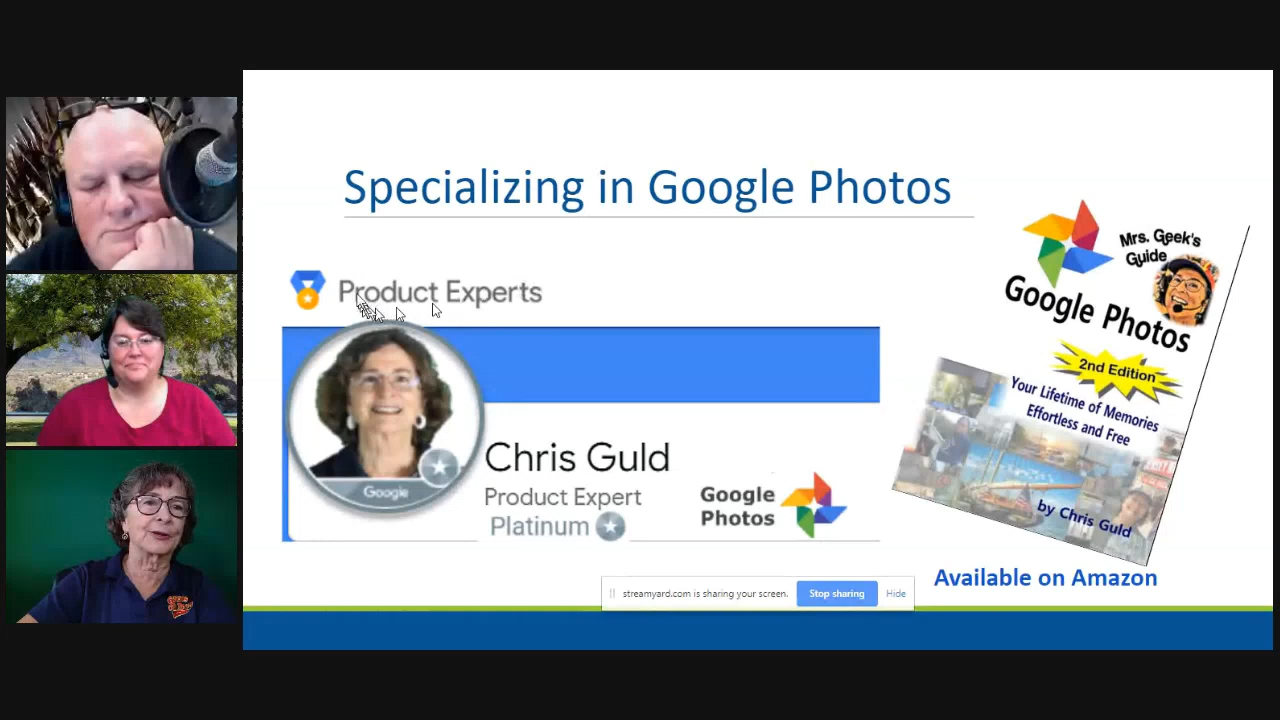 Specializing in Google Photos
Product Experts
Google
Chris Guld
Product Expert
Platinum
Google
Photos
Mrs. Geek's
Guide
Google Photos
2nd Edition
Your Lifetime of Memories
Effortless and Free
by Chris Guld
Available on Amazon
streamyard.com is sharing your screen.
Stop sharing
Hide